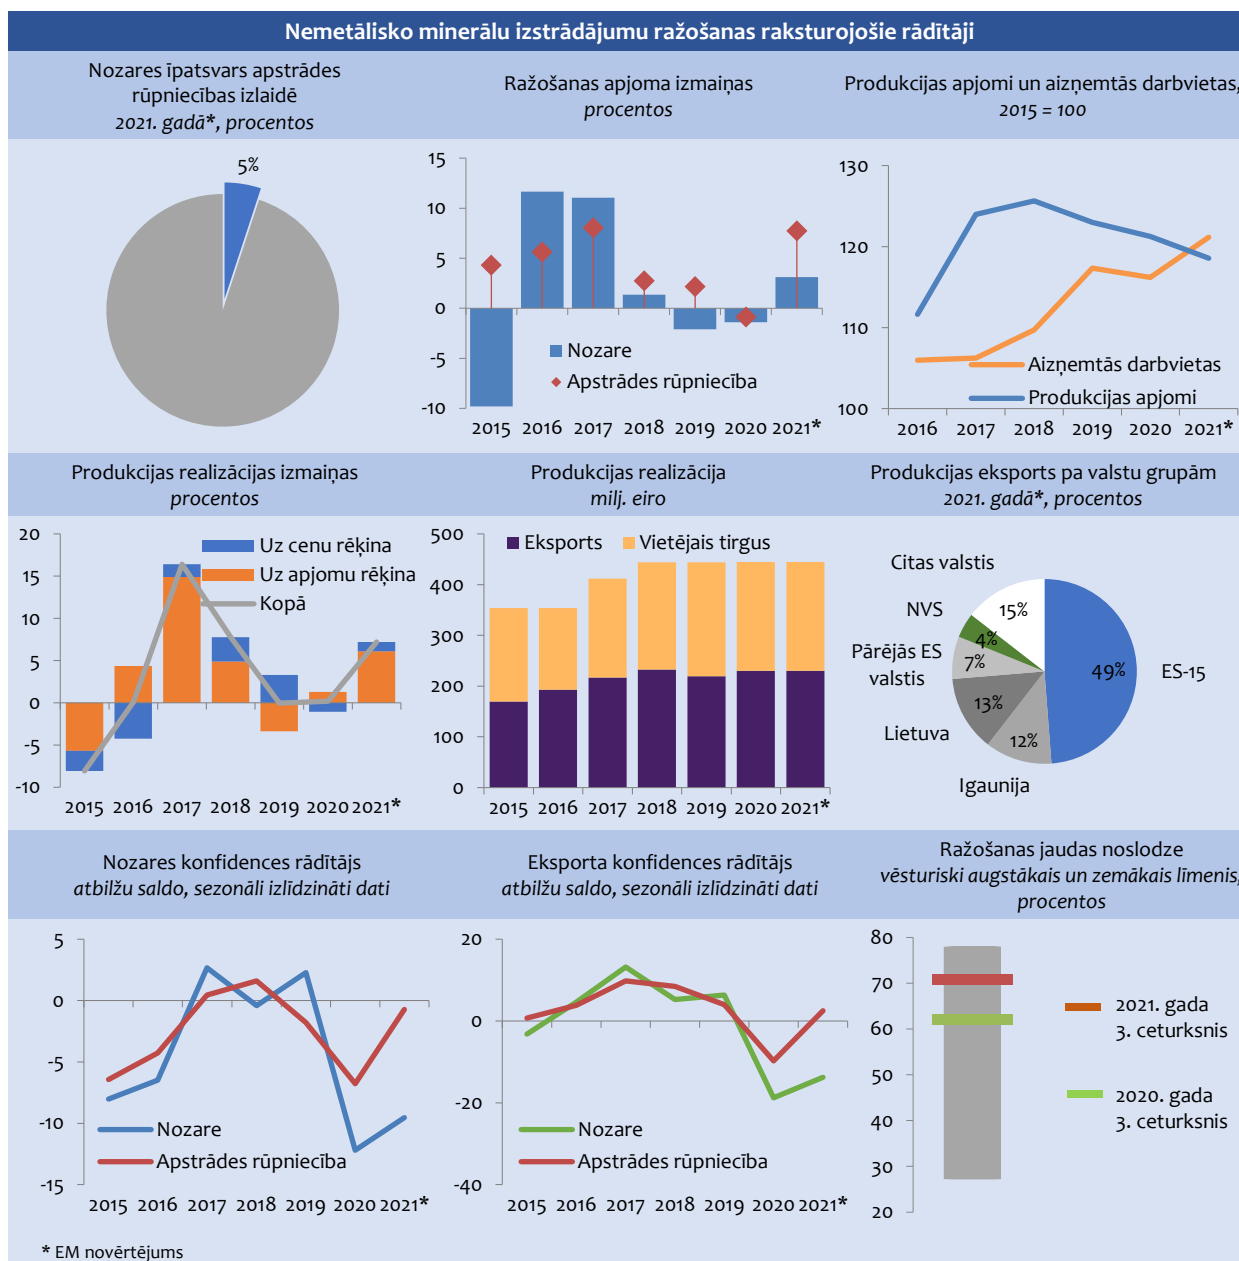 Nemetālisko minerālu izstrādājumu ražošanas raksturojošie rādītāji
Nozares īpatsvars apstrādes
rūpniecības izlaidē
2021. gadā*, procentos
5%
Ražošanas apjoma izmaiņas
procentos
15
10
5
0
-5
-10
Nozare
Apstrādes rūpniecība
2015 2016 2017 2018 2019 2020 2021*
Produkcijas apjomi un aizņemtās darbvietas,
2015 = 100
130
120
110
100
Aizņemtās darbvietas
Produkcijas apjomi
2016 2017 2018 2019 2020 2021*
Produkcijas realizācijas izmaiņas
procentos
20
15
10
5
0
-5
-10
Uz cenu rēķina
Uz apjomu rēķina
Kopā
2015 2016 2017 2018 2019 2020 2021*
Produkcijas realizācija
milj. eiro
500
400
300
200
100
0
Eksports Vietējais tirgus
2015 2016 2017 2018 2019 2020 2021*
Produkcijas eksports pa valstu grupām
2021. gadā*, procentos
Citas valstis
15%
NVS
4%
Pārējās ES
valstis
7%
49%
ES-15
13%
Lietuva
12%
Igaunija
Nozares konfidences rādītājs
atbilžu saldo, sezonāli izlīdzināti dati
5
0
-5
-10
-15
Nozare
Apstrādes rūpniecība
2015 2016 2017 2018 2019 2020 2021*
Eksporta konfidences rādītājs
atbilžu saldo, sezonāli izlīdzināti dati
20
0
-20
-40
Nozare
Apstrādes rūpniecība
2015 2016 2017 2018 2019 2020 2021*
Ražošanas jaudas noslodze
vēsturiski augstākais un zemākais līmenis,
procentos
80
70
60
50
40
30
20
2021. gada
3. ceturksnis
2020. gada
3. ceturksnis
* EM novērtējums